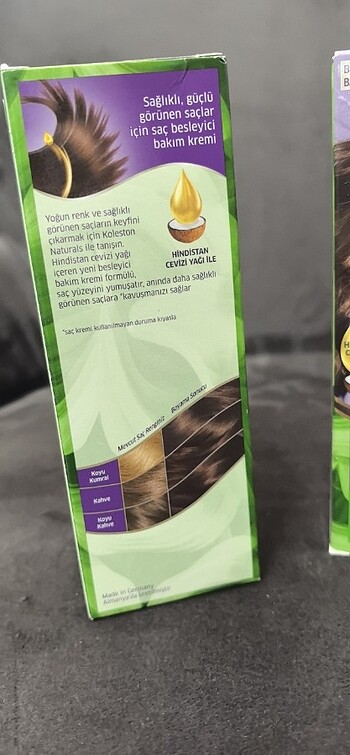 Sağlıklı, güçlü
görünen saçlar
için saç besleyici
bakım kremi
Yoğun renk ve sağlıklı
görünen saçların keyfini
çıkarmak için Koleston
Naturals ile tanışın.
Hindistan cevizi yağı
içeren yeni besleyici
bakım kremi formülü,
saç yüzeyini yumuşatır, anında daha sağlıklı
görünen saçlara *kavuşmanızı sağlar
HİNDİSTAN
CEVİZİ YAĞI İLE
*saç kremi kullanılmayan duruma kıyasla
Mevcut Saç Renginiz
Boyama Sonucu
Koyu
Kumral
Kahve
Koyu
Kahve
Made in Germany
Almanya'da üretilmiştir